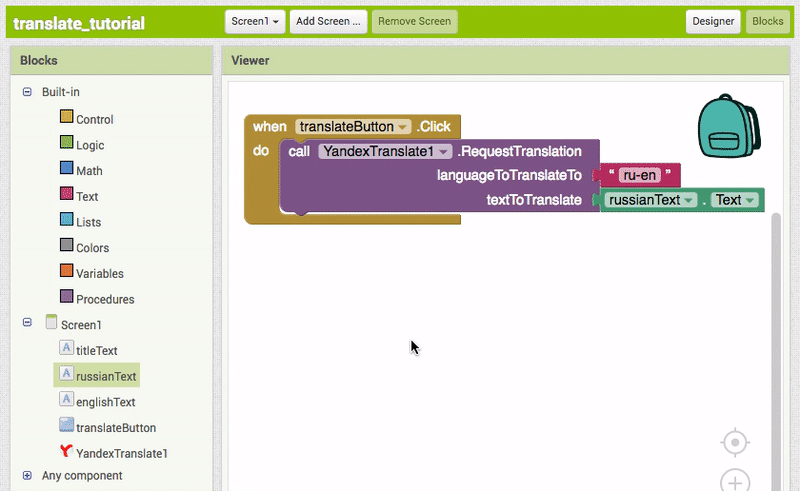 translate_tutorial
Screen1 Add Screen ... Remove Screen Designer Blocks
Blocks
Viewer
Built-in
Control
Logic
Math
Text
Lists
Colors
Variables
Procedures
Screen1
titleText
russianText
englishText
translateButton
YandexTranslate1
Any component
when translateButton .Click
do call YandexTranslate1 .RequestTranslation
languageToTranslateTo “ ru-en ”
textToTranslate russianText . Text